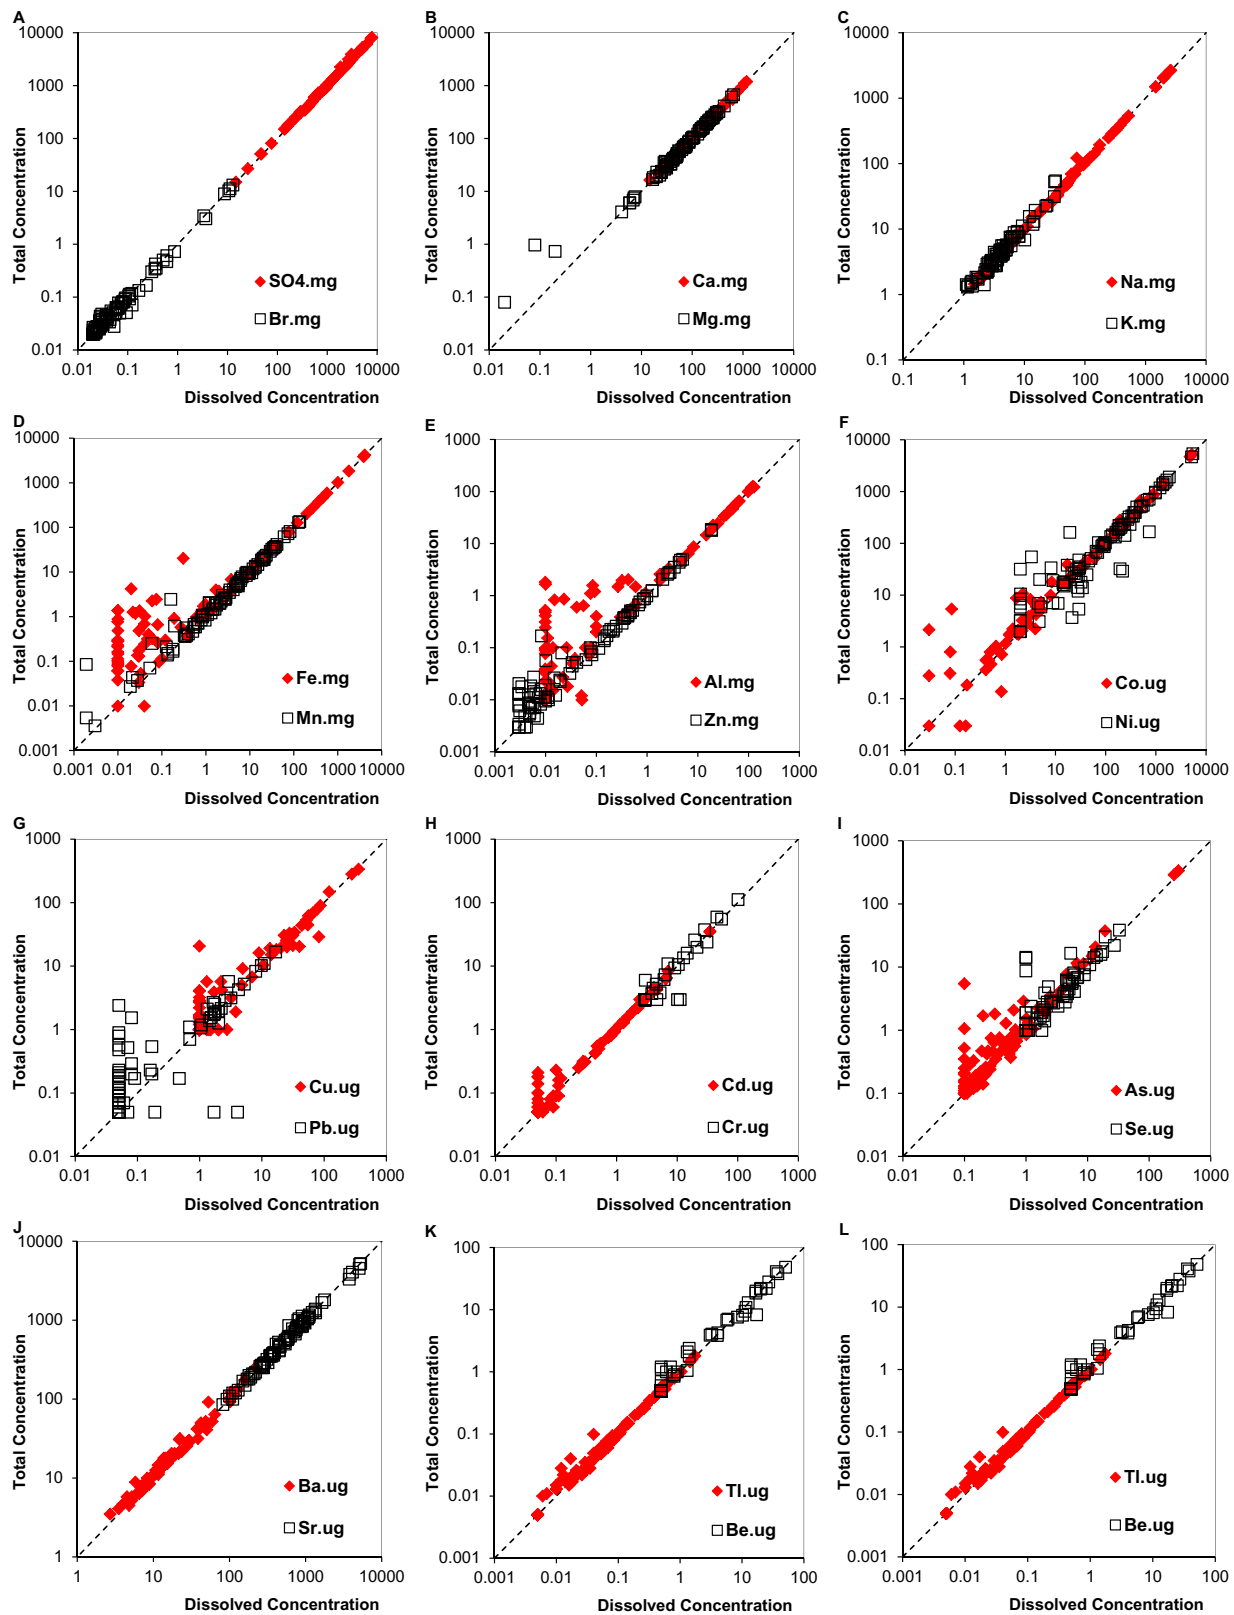 A
Total Concentration
10000
1000
100
10
1
0.1
0.01
SO4.mg
Br.mg
0.01 0.1 1 10 100 1000 10000
Dissolved Concentration
B
Total Concentration
10000
1000
100
10
1
0.1
0.01
Ca.mg
Mg.mg
0.01 0.1 1 10 100 1000 10000
Dissolved Concentration
C
Total Concentration
10000
1000
100
10
1
0.1
Na.mg
K.mg
0.1 1 10 100 1000 10000
Dissolved Concentration
D
Total Concentration
10000
1000
100
10
1
0.1
0.01
0.001
Fe.mg
Mn.mg
0.001 0.01 0.1 1 10 100 1000 10000
Dissolved Concentration
E
Total Concentration
1000
100
10
1
0.1
0.01
0.001
Al.mg
Zn.mg
0.001 0.01 0.1 1 10 100 1000
Dissolved Concentration
F
Total Concentration
10000
1000
100
10
1
0.1
0.01
Co.ug
Ni.ug
0.01 0.1 1 10 100 1000 10000
Dissolved Concentration
G
Total Concentration
1000
100
10
1
0.1
0.01
Cu.ug
Pb.ug
0.01 0.1 1 10 100 1000
Dissolved Concentration
H
Total Concentration
1000
100
10
1
0.1
0.01
Cd.ug
Cr.ug
0.01 0.1 1 10 100 1000
Dissolved Concentration
I
Total Concentration
1000
100
10
1
0.1
0.01
As.ug
Se.ug
0.01 0.1 1 10 100 1000
Dissolved Concentration
J
Total Concentration
10000
1000
100
10
1
Ba.ug
Sr.ug
1 10 100 1000 10000
Dissolved Concentration
K
Total Concentration
100
10
1
0.1
0.01
0.001
Tl.ug
Be.ug
0.001 0.01 0.1 1 10 100
Dissolved Concentration
L
Total Concentration
100
10
1
0.1
0.01
0.001
Tl.ug
Be.ug
0.001 0.01 0.1 1 10 100
Dissolved Concentration